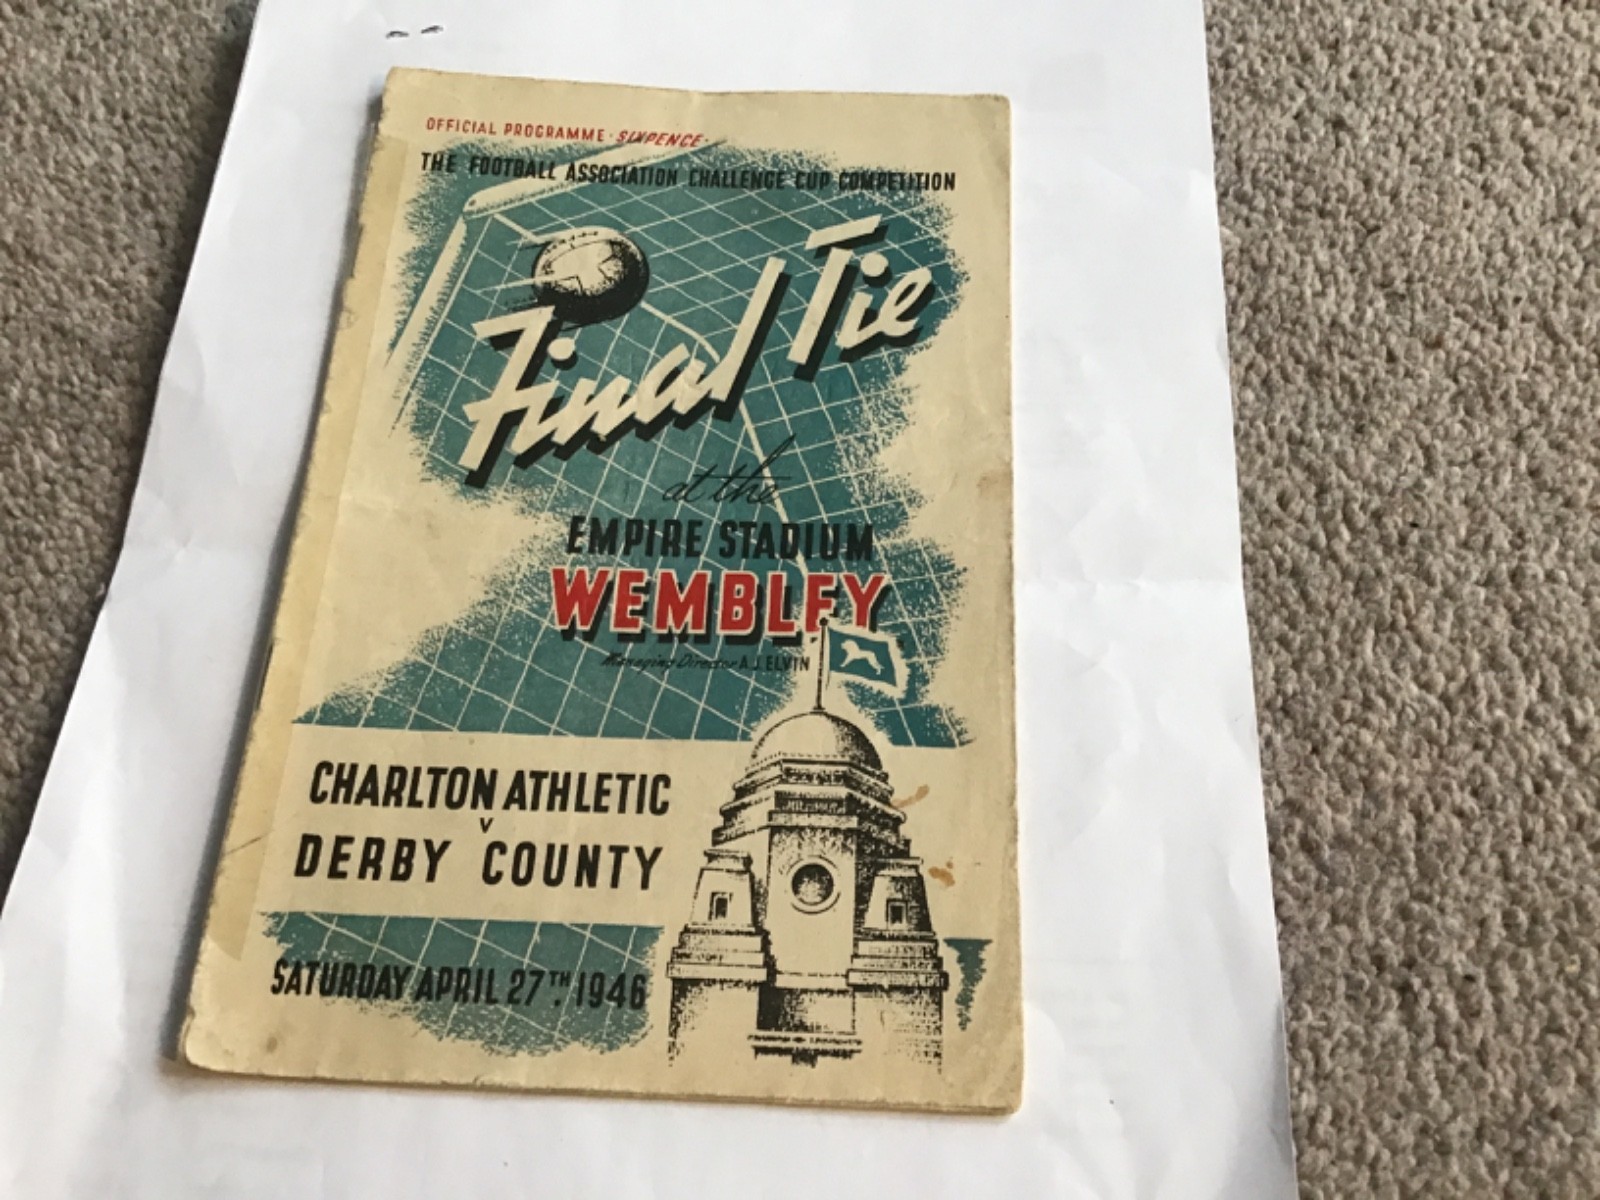 OFFICIAL PROGRAMME · SIXPENCE ·
THE FOOTBALL ASSOCIATION CHALLENGE CUP COMPETITION
Final Tie
at the
EMPIRE STADIUM
WEMBLEY
Managing Director A.J. ELVIN
CHARLTON ATHLETIC
V
DERBY COUNTY
SATURDAY APRIL 27TH. 1946